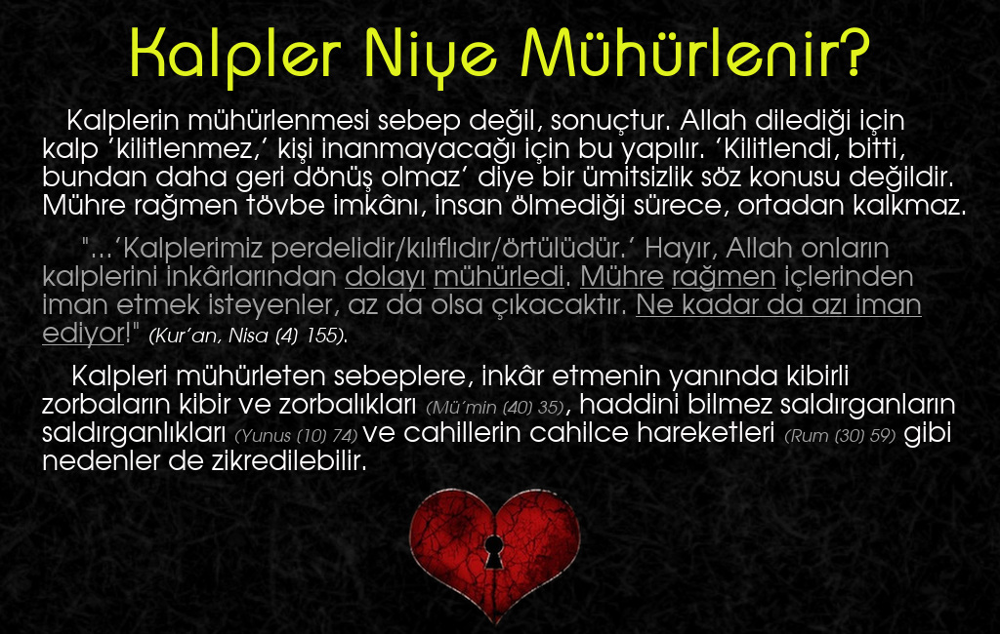 Kalpler Niye Mühürlenir?
Kalplerin mühürlenmesi sebep değil, sonuçtur. Allah dilediği için
kalp ’kilitlenmez,’ kişi inanmayacağı için bu yapılır. ’Kilitlendi, bitti,
bundan daha geri dönüş olmaz’ diye bir ümitsizlik söz konusu değildir.
Mühre rağmen tövbe imkânı, insan ölmediği sürece, ortadan kalkmaz.
"...’Kalplerimiz perdelidir/kılıflıdır/örtülüdür.’ Hayır, Allah onların
kalplerini inkârlarından dolayı mühürledi. Mühre rağmen içlerinden
iman etmek isteyenler, az da olsa çıkacaktır. Ne kadar da azı iman
ediyor!" (Kur’an, Nisa [4] 155).
Kalpleri mühürleten sebeplere, inkâr etmenin yanında kibirli
zorbaların kibir ve zorbalıkları (Mü’min [40] 35), haddini bilmez saldırganların
saldırganlıkları (Yunus [10] 74) ve cahillerin cahilce hareketleri (Rum [30] 59) gibi
nedenler de zikredilebilir.